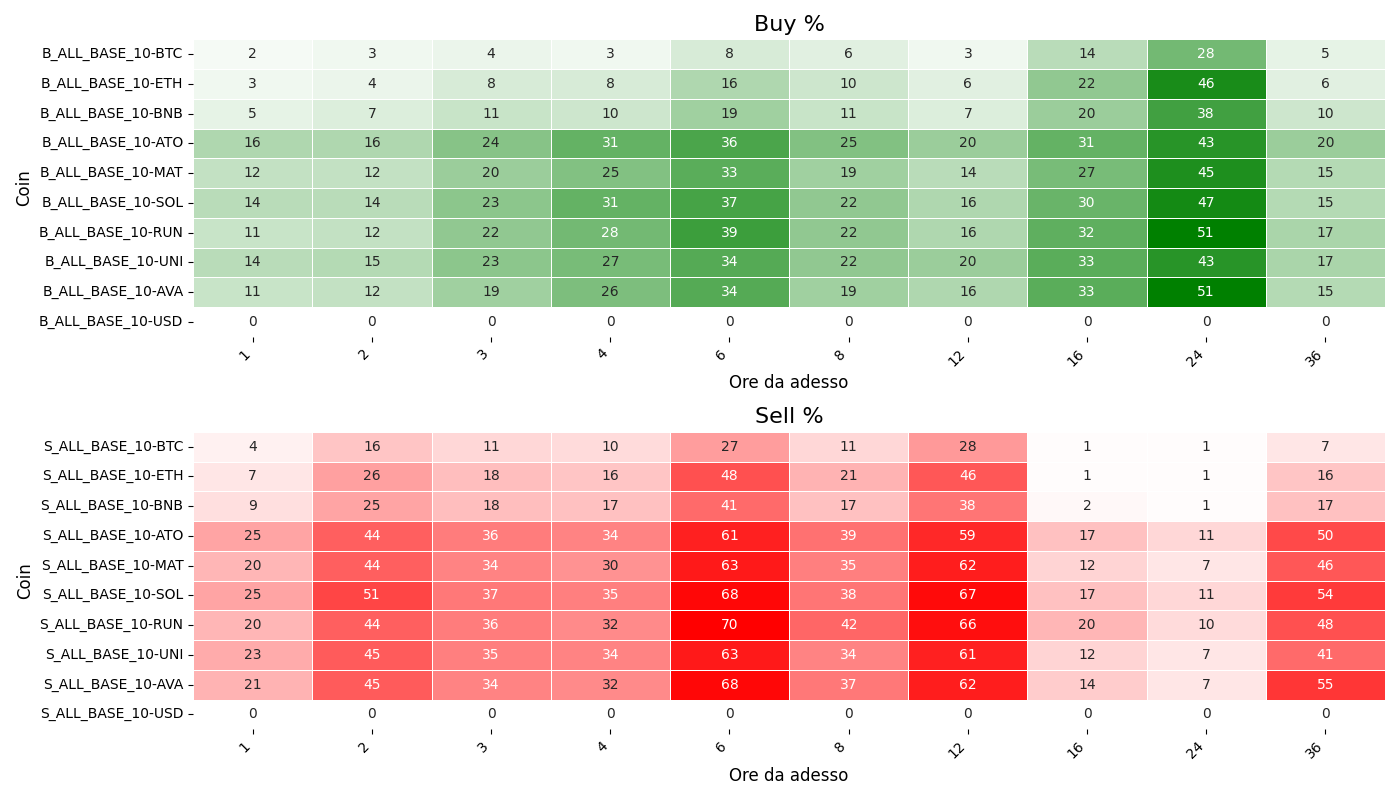 Buy %
Coin
B_ALL_BASE_10-BTC 2 3 4 3 8 6 3 14 28 5
B_ALL_BASE_10-ETH 3 4 8 8 16 10 6 22 46 6
B_ALL_BASE_10-BNB 5 7 11 10 19 11 7 20 38 10
B_ALL_BASE_10-ATO 16 16 24 31 36 25 20 31 43 20
B_ALL_BASE_10-MAT 12 12 20 25 33 19 14 27 45 15
B_ALL_BASE_10-SOL 14 14 23 31 37 22 16 30 47 15
B_ALL_BASE_10-RUN 11 12 22 28 39 22 16 32 51 17
B_ALL_BASE_10-UNI 14 15 23 27 34 22 20 33 43 17
B_ALL_BASE_10-AVA 11 12 19 26 34 19 16 33 51 15
B_ALL_BASE_10-USD 0 0 0 0 0 0 0 0 0 0
1 2 3 4 6 8 12 16 24 36
Ore da adesso
Sell %
Coin
S_ALL_BASE_10-BTC 4 16 11 10 27 11 28 1 1 7
S_ALL_BASE_10-ETH 7 26 18 16 48 21 46 1 1 16
S_ALL_BASE_10-BNB 9 25 18 17 41 17 38 2 1 17
S_ALL_BASE_10-ATO 25 44 36 34 61 39 59 17 11 50
S_ALL_BASE_10-MAT 20 44 34 30 63 35 62 12 7 46
S_ALL_BASE_10-SOL 25 51 37 35 68 38 67 17 11 54
S_ALL_BASE_10-RUN 20 44 36 32 70 42 66 20 10 48
S_ALL_BASE_10-UNI 23 45 35 34 63 34 61 12 7 41
S_ALL_BASE_10-AVA 21 45 34 32 68 37 62 14 7 55
S_ALL_BASE_10-USD 0 0 0 0 0 0 0 0 0 0
1 2 3 4 6 8 12 16 24 36
Ore da adesso